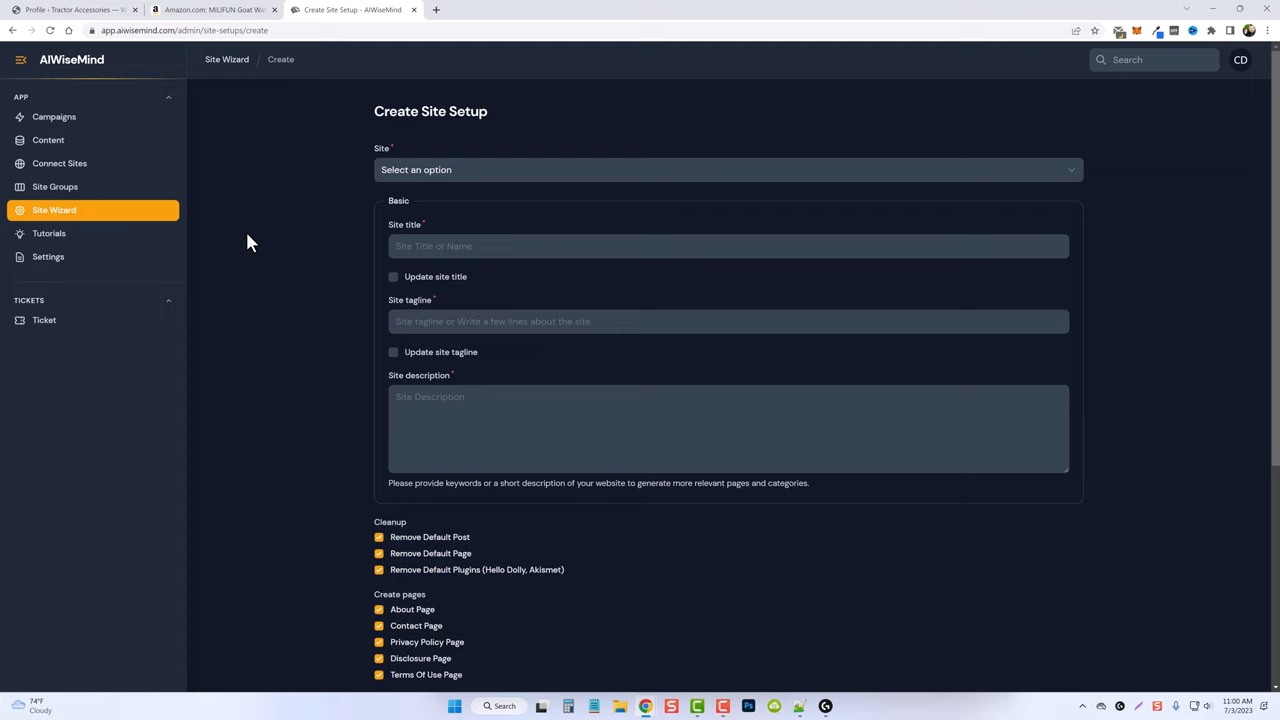 Profile ‹ Tractor Accessories — W
Amazon.com: MILIFUN Goat Wat
Create Site Setup - AIWiseMind
app.aiwisemind.com/admin/site-setups/create
AIWiseMind
Site Wizard / Create
Search
CD
APP
Campaigns
Content
Connect Sites
Site Groups
Site Wizard
Tutorials
Settings
TICKETS
Ticket
Create Site Setup
Site*
Select an option
Basic
Site title*
Site Title or Name
Update site title
Site tagline*
Site tagline or Write a few lines about the site
Update site tagline
Site description*
Site Description
Please provide keywords or a short description of your website to generate more relevant pages and categories.
Cleanup
Remove Default Post
Remove Default Page
Remove Default Plugins (Hello Dolly, Akismet)
Create pages
About Page
Contact Page
Privacy Policy Page
Disclosure Page
Terms Of Use Page
74°F
Cloudy
Search
11:00 AM
7/3/2023